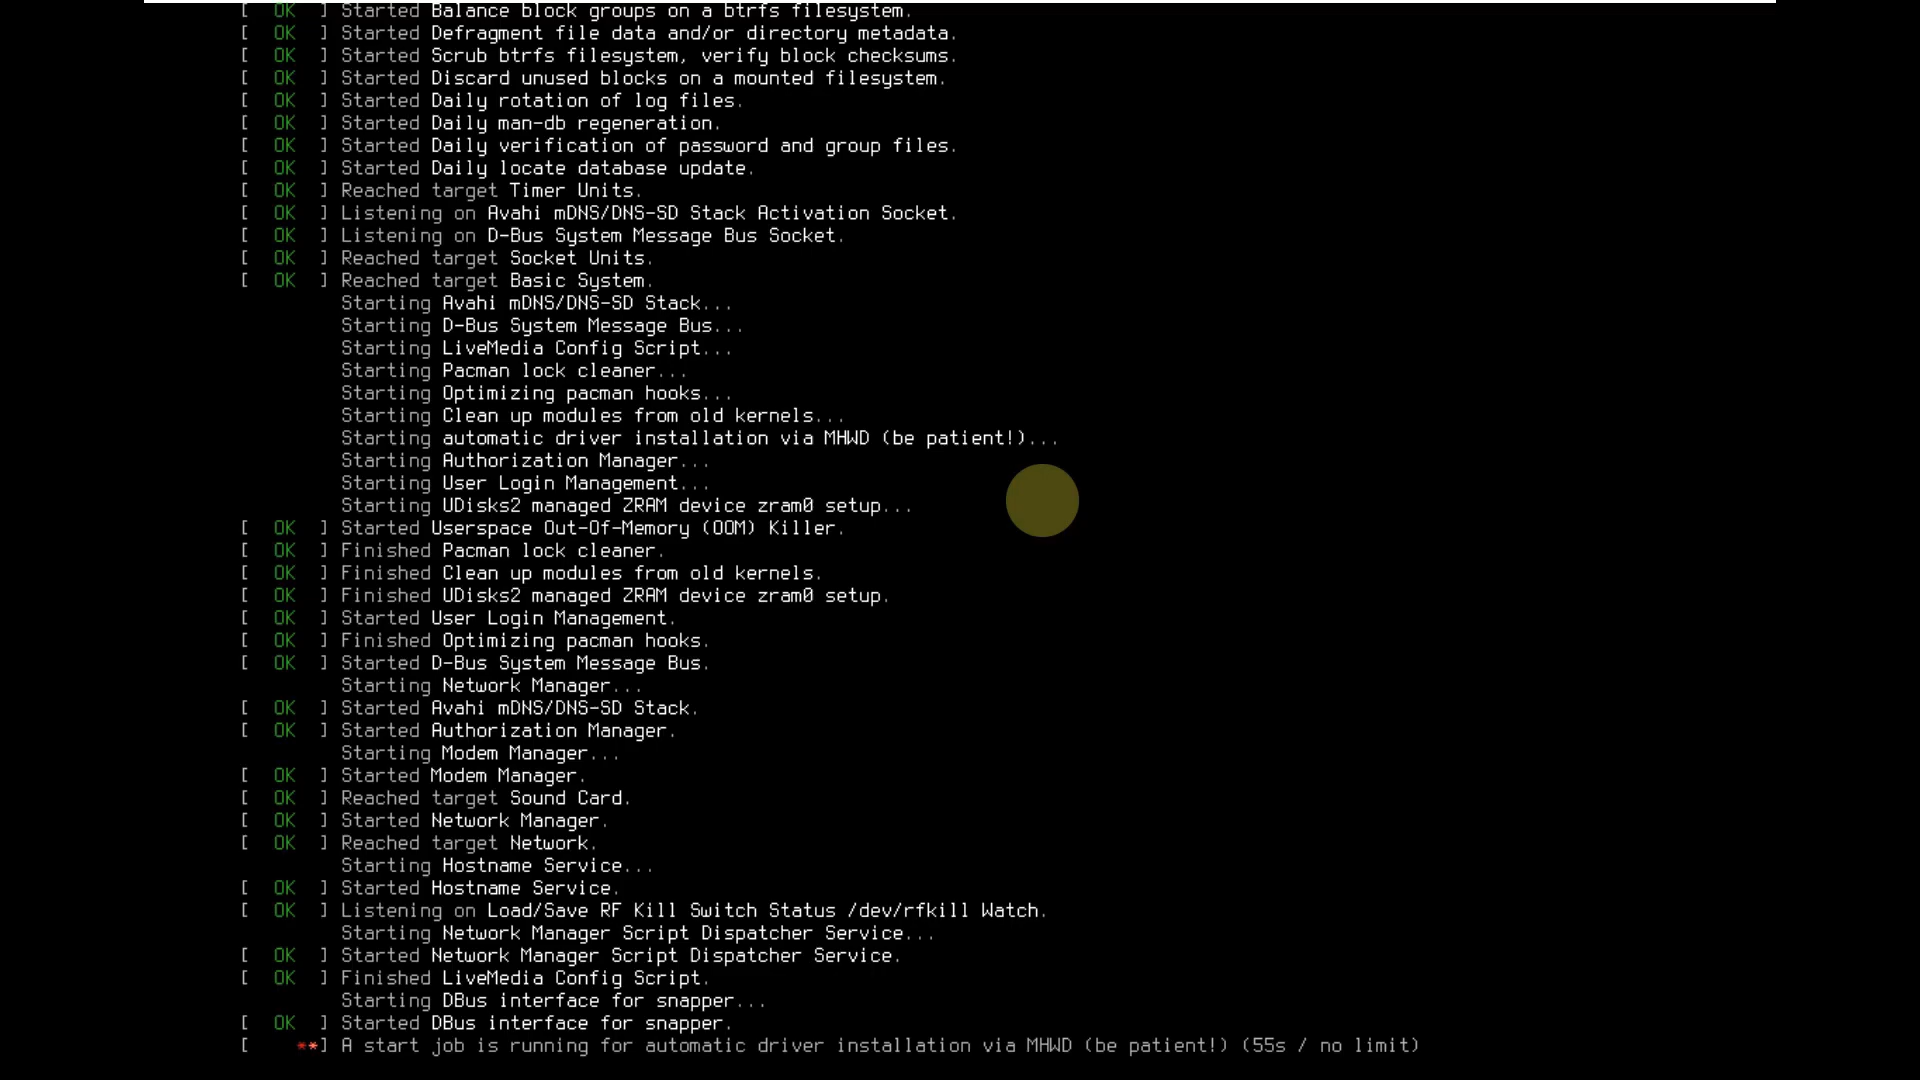 [  OK  ] Started Balance block groups on a btrfs filesystem.
[  OK  ] Started Defragment file data and/or directory metadata.
[  OK  ] Started Scrub btrfs filesystem, verify block checksums.
[  OK  ] Started Discard unused blocks on a mounted filesystem.
[  OK  ] Started Daily rotation of log files.
[  OK  ] Started Daily man-db regeneration.
[  OK  ] Started Daily verification of password and group files.
[  OK  ] Started Daily locate database update.
[  OK  ] Reached target Timer Units.
[  OK  ] Listening on Avahi mDNS/DNS-SD Stack Activation Socket.
[  OK  ] Listening on D-Bus System Message Bus Socket.
[  OK  ] Reached target Socket Units.
[  OK  ] Reached target Basic System.
Starting Avahi mDNS/DNS-SD Stack...
Starting D-Bus System Message Bus...
Starting LiveMedia Config Script...
Starting Pacman lock cleaner...
Starting Optimizing pacman hooks...
Starting Clean up modules from old kernels...
Starting automatic driver installation via MHWD (be patient!)...
Starting Authorization Manager...
Starting User Login Management...
Starting UDisks2 managed ZRAM device zram0 setup...
[  OK  ] Started Userspace Out-Of-Memory (OOM) Killer.
[  OK  ] Finished Pacman lock cleaner.
[  OK  ] Finished Clean up modules from old kernels.
[  OK  ] Finished UDisks2 managed ZRAM device zram0 setup.
[  OK  ] Started User Login Management.
[  OK  ] Finished Optimizing pacman hooks.
[  OK  ] Started D-Bus System Message Bus.
Starting Network Manager...
[  OK  ] Started Avahi mDNS/DNS-SD Stack.
[  OK  ] Started Authorization Manager.
Starting Modem Manager...
[  OK  ] Started Modem Manager.
[  OK  ] Reached target Sound Card.
[  OK  ] Started Network Manager.
[  OK  ] Reached target Network.
Starting Hostname Service...
[  OK  ] Started Hostname Service.
[  OK  ] Listening on Load/Save RF Kill Switch Status /dev/rfkill Watch.
Starting Network Manager Script Dispatcher Service...
[  OK  ] Started Network Manager Script Dispatcher Service.
[  OK  ] Finished LiveMedia Config Script.
Starting DBus interface for snapper...
[  OK  ] Started DBus interface for snapper.
[    **] A start job is running for automatic driver installation via MHWD (be patient!) (55s / no limit)